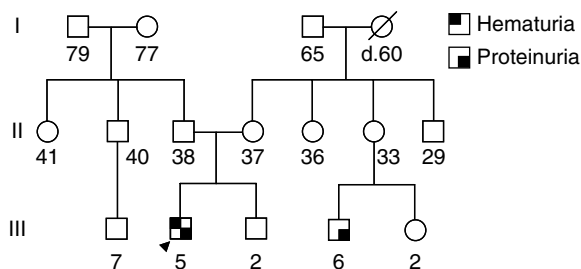 I
79 77 65 d.60
Hematuria
Proteinuria
II
41 40 38 37 36 33 29
III
7 5 2 6 2